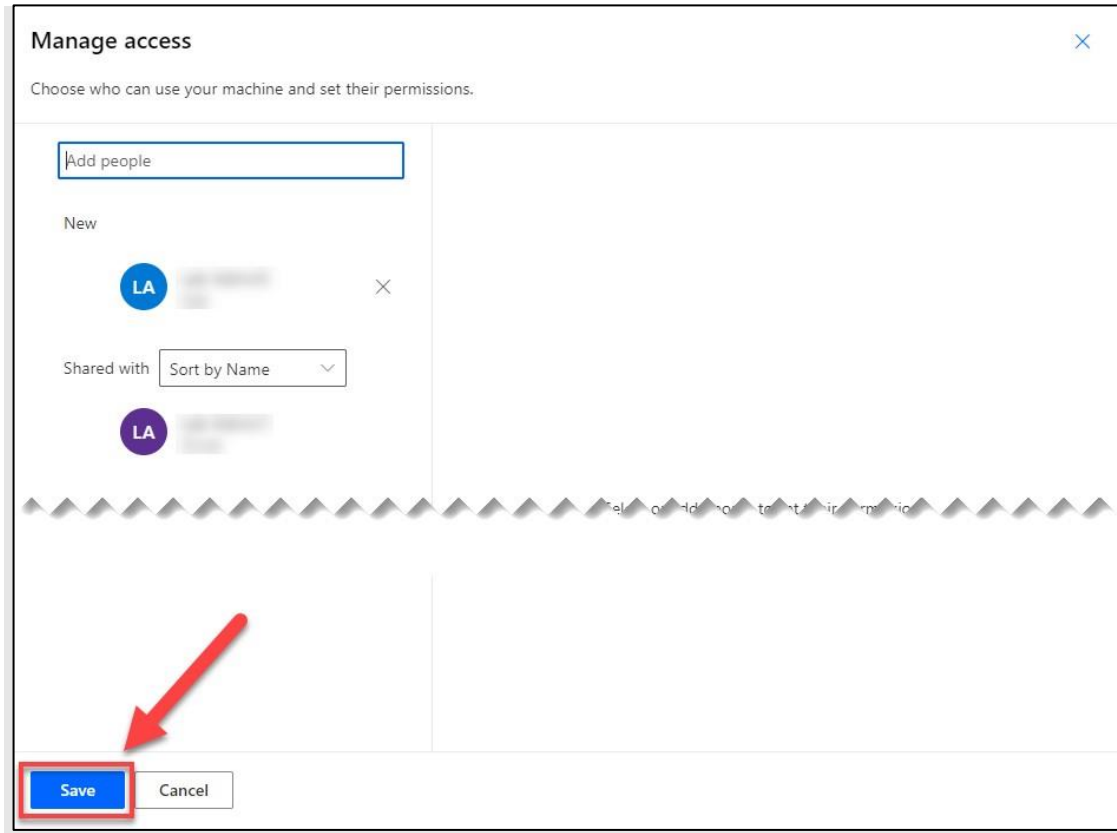 Manage access
Choose who can use your machine and set their permissions.
Add people
New
LA
Shared with
Sort by Name
LA
Save
Cancel